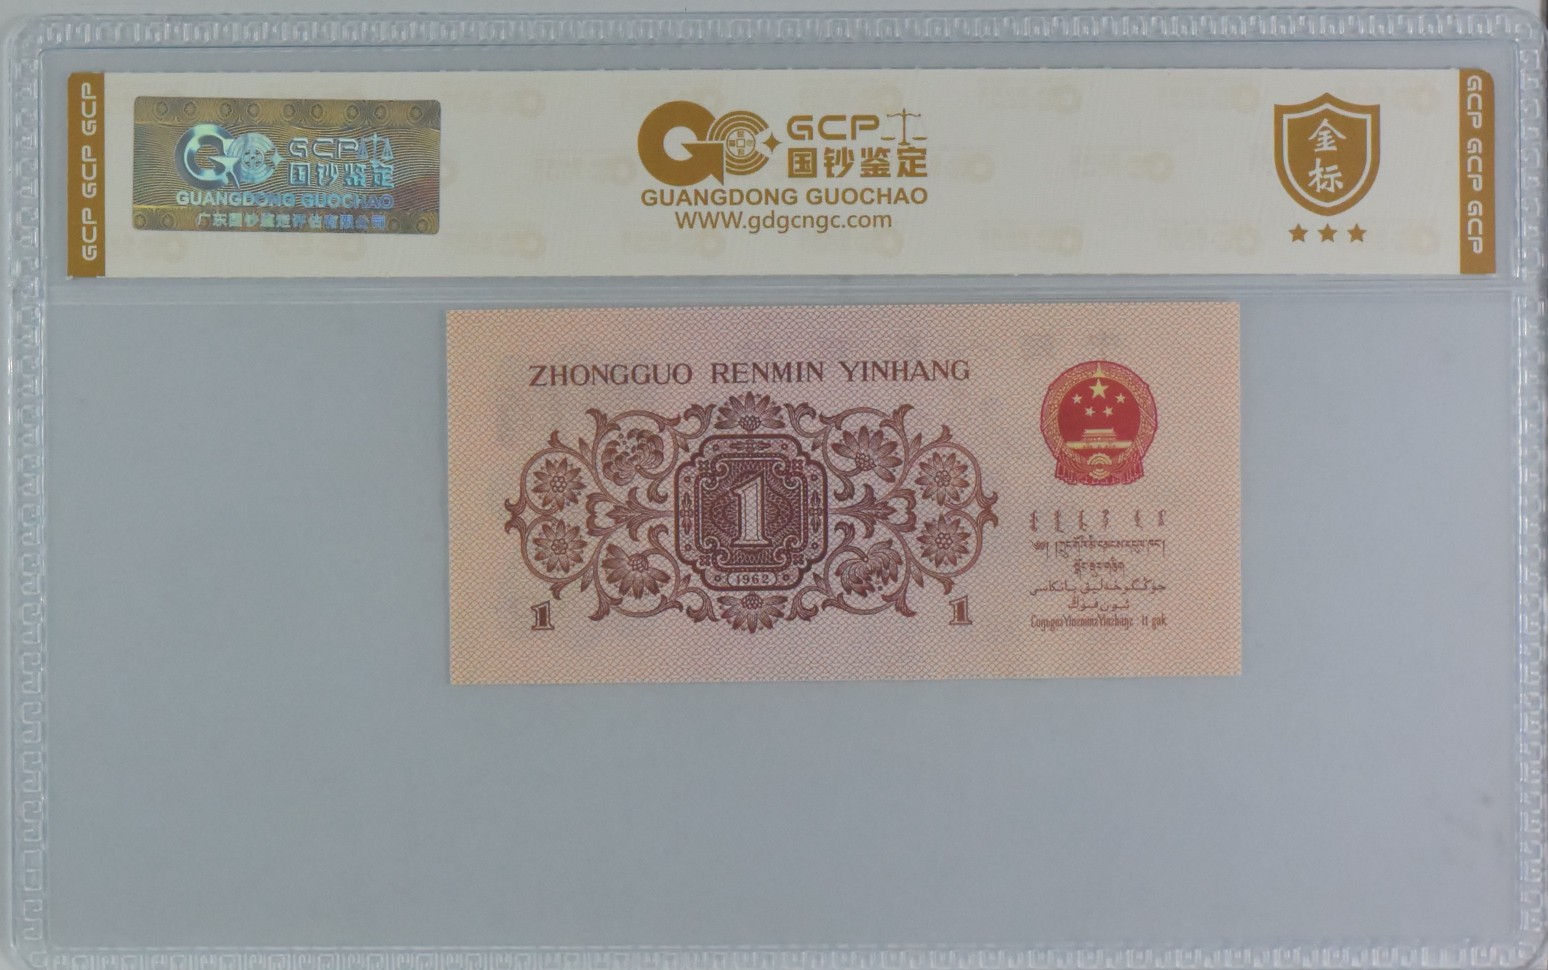 GCP GCP GCP
GCP
国钞鉴定
GUANGDONG GUOCHAO
广东国钞鉴定评估有限公司
GCP
国钞鉴定
GUANGDONG GUOCHAO
WWW.gdgcngc.com
金标
GCP GCP GCP
ZHONGGUO RENMIN YINHANG
1
1962
1
1